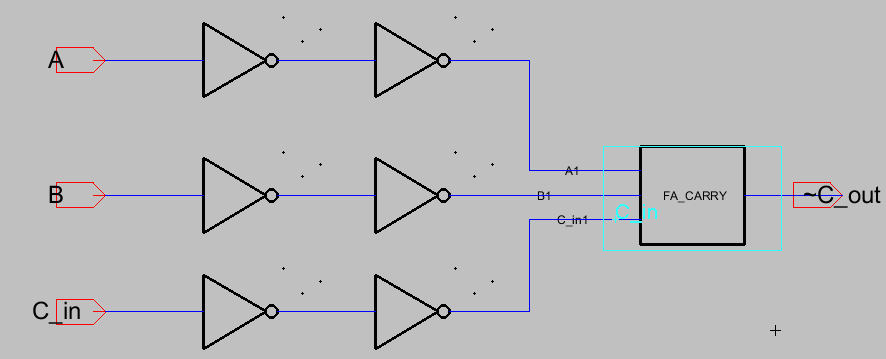 A
A1
B
B1
FA_CARRY
~C_out
C_in
C_in1
C_in